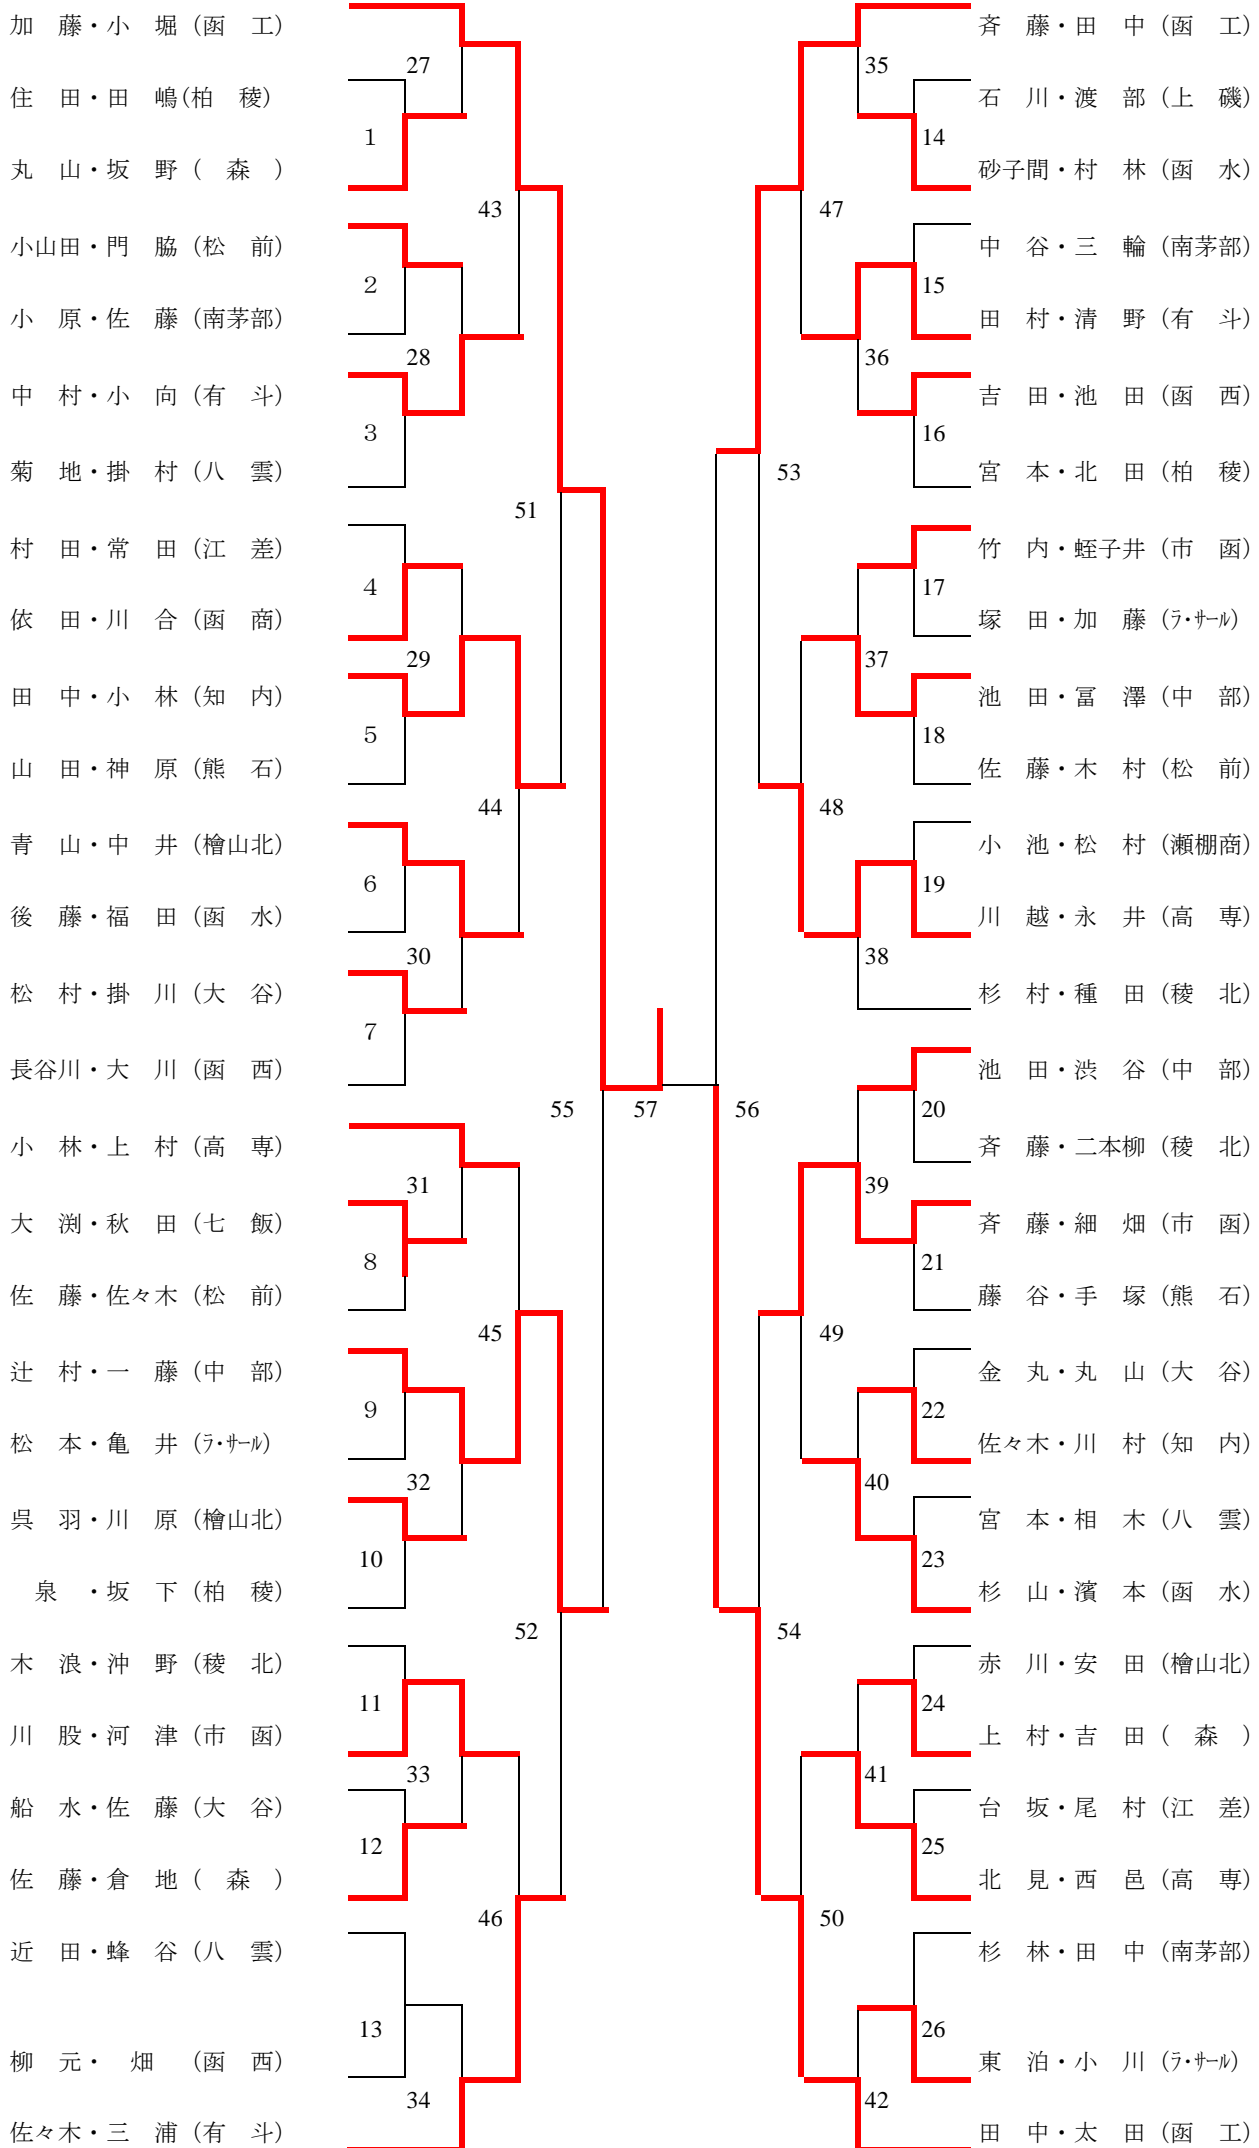 加　藤・小　堀（函　工）
27
住　田・田　嶋(柏　稜）
1
丸　山・坂　野（　森　）
43
小山田・門　脇（松　前）
2
小　原・佐　藤（南茅部）
28
中　村・小　向（有　斗）
3
菊　地・掛　村（八　雲）
51
村　田・常　田（江　差）
4
依　田・川　合（函　商）
29
田　中・小　林（知　内）
5
山　田・神　原（熊　石）
44
青　山・中　井（檜山北）
6
後　藤・福　田（函　水）
30
松　村・掛　川（大　谷）
7
長谷川・大　川（函　西）
55
57
56
小　林・上　村（高　専）
31
大　渕・秋　田（七　飯）
8
佐　藤・佐々木（松　前）
45
辻　村・一　藤（中　部）
9
松　本・亀　井（ラ・サール）
32
呉　羽・川　原（檜山北）
10
泉　・坂　下（柏　稜）
52
木　浪・沖　野（稜　北）
11
川　股・河　津（市　函）
33
船　水・佐　藤（大　谷）
12
佐　藤・倉　地（　森　）
46
近　田・蜂　谷（八　雲）
13
柳　元・　畑　（函　西）
34
佐々木・三　浦（有　斗）
斉　藤・田　中（函　工）
35
石　川・渡　部（上　磯）
14
砂子間・村　林（函　水）
47
中　谷・三　輪（南茅部）
15
田　村・清　野（有　斗）
36
吉　田・池　田（函　西）
16
宮　本・北　田（柏　稜）
53
竹　内・蛭子井（市　函）
17
塚　田・加　藤（ラ・サール）
37
池　田・冨　澤（中　部）
18
佐　藤・木　村（松　前）
48
小　池・松　村（瀬棚商）
19
川　越・永　井（高　専）
38
杉　村・種　田（稜　北）
池　田・渋　谷（中　部）
20
斉　藤・二本柳（稜　北）
39
斉　藤・細　畑（市　函）
21
藤　谷・手　塚（熊　石）
49
金　丸・丸　山（大　谷）
22
佐々木・川　村（知　内）
40
宮　本・相　木（八　雲）
23
杉　山・濱　本（函　水）
54
赤　川・安　田（檜山北）
24
上　村・吉　田（　森　）
41
台　坂・尾　村（江　差）
25
北　見・西　邑（高　専）
50
杉　林・田　中（南茅部）
26
東　泊・小　川（ラ・サール）
42
田　中・太　田（函　工）